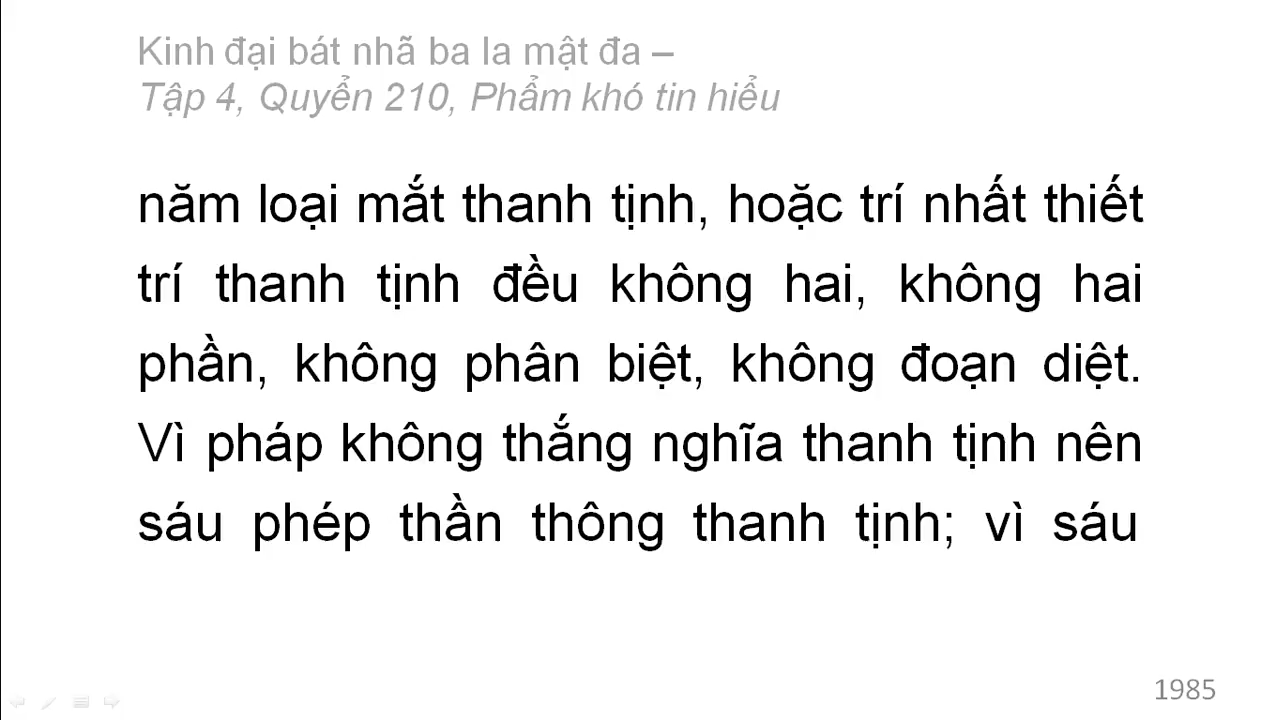 Kinh đại bát nhã ba la mật đa –
Tập 4, Quyển 210, Phẩm khó tin hiểu
năm loại mắt thanh tịnh, hoặc trí nhất thiết
trí thanh tịnh đều không hai, không hai
phần, không phân biệt, không đoạn diệt.
Vì pháp không thắng nghĩa thanh tịnh nên
sáu phép thần thông thanh tịnh; vì sáu
1985